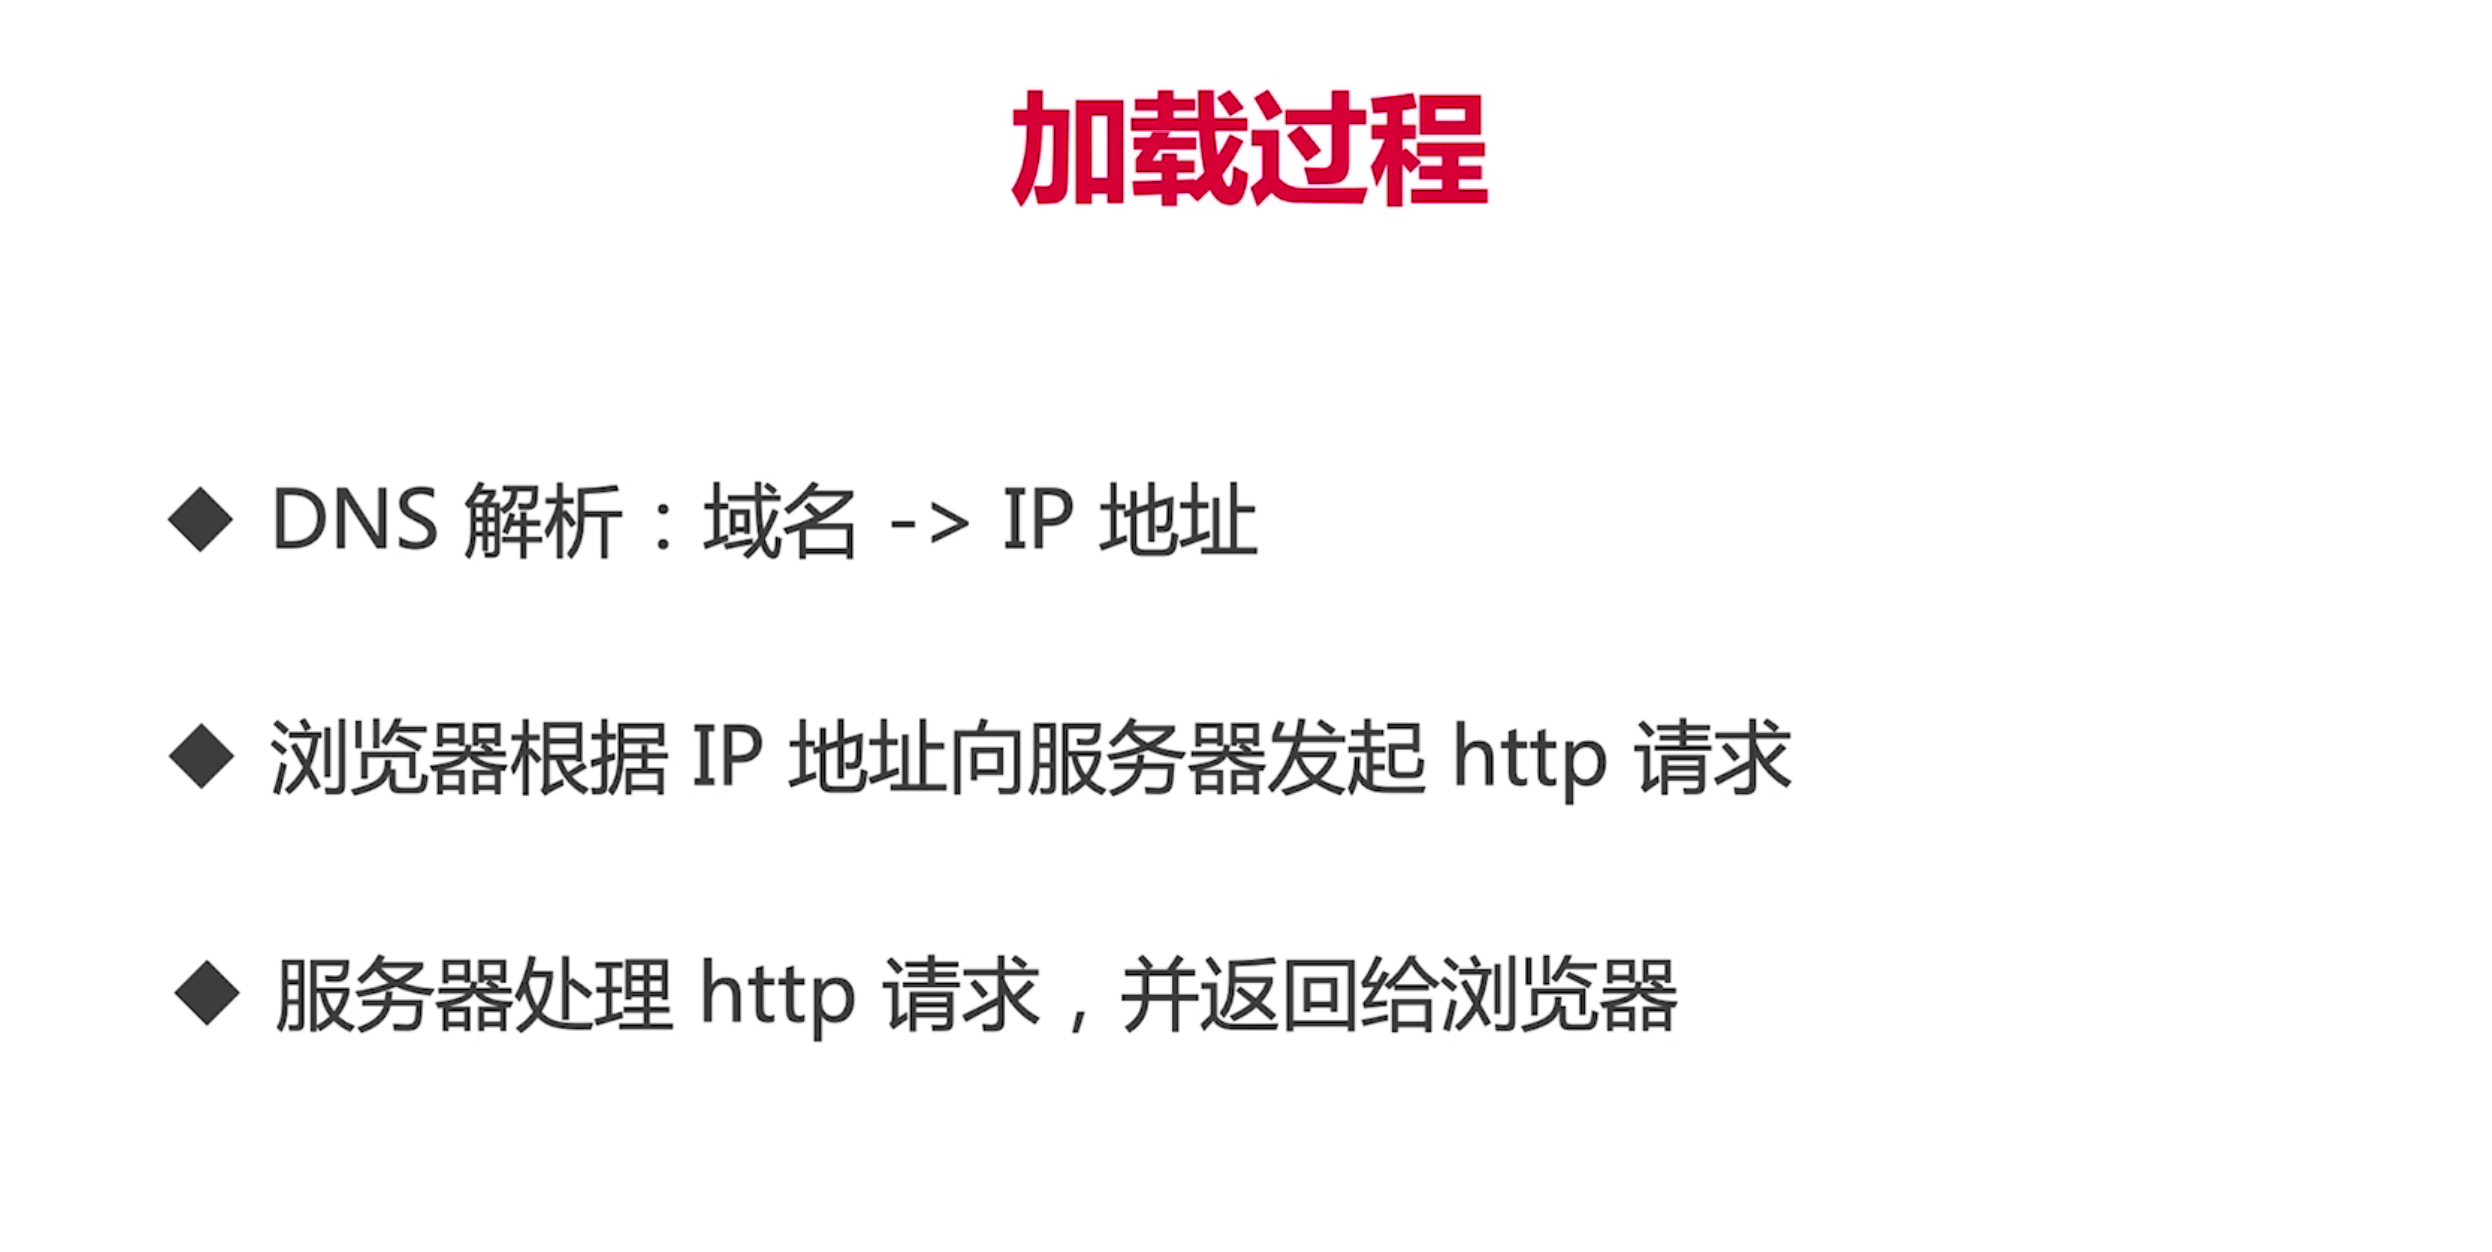 加载过程
◆ DNS 解析：域名 -> IP 地址
◆ 浏览器根据 IP 地址向服务器发起 http 请求
◆ 服务器处理 http 请求，并返回给浏览器